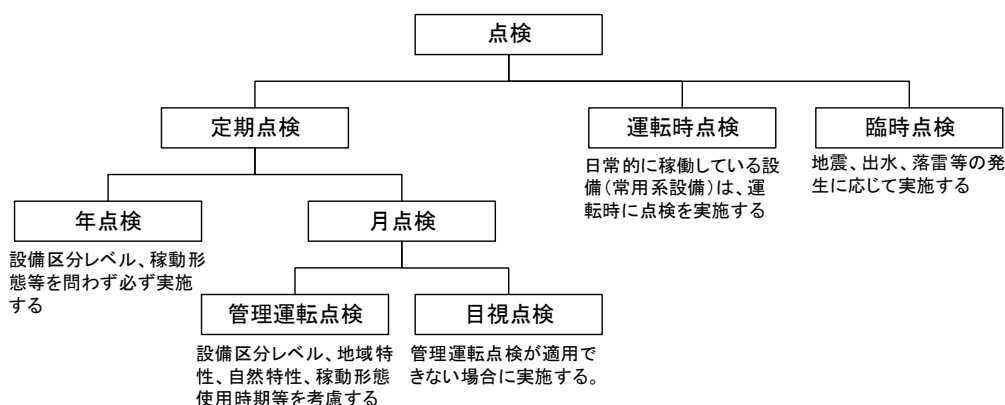 点検
定期点検
運転時点検
臨時点検
日常的に稼働している設
備(常用系設備)は、運
転時に点検を実施する
地震、出水、落雷等の発
生に応じて実施する
年点検
月点検
設備区分レベル、稼動形
態等を問わず必ず実施
する
管理運転点検
目視点検
設備区分レベル、地域特
性、自然特性、稼動形態
使用時期等を考慮する
管理運転点検が適用で
きない場合に実施する。